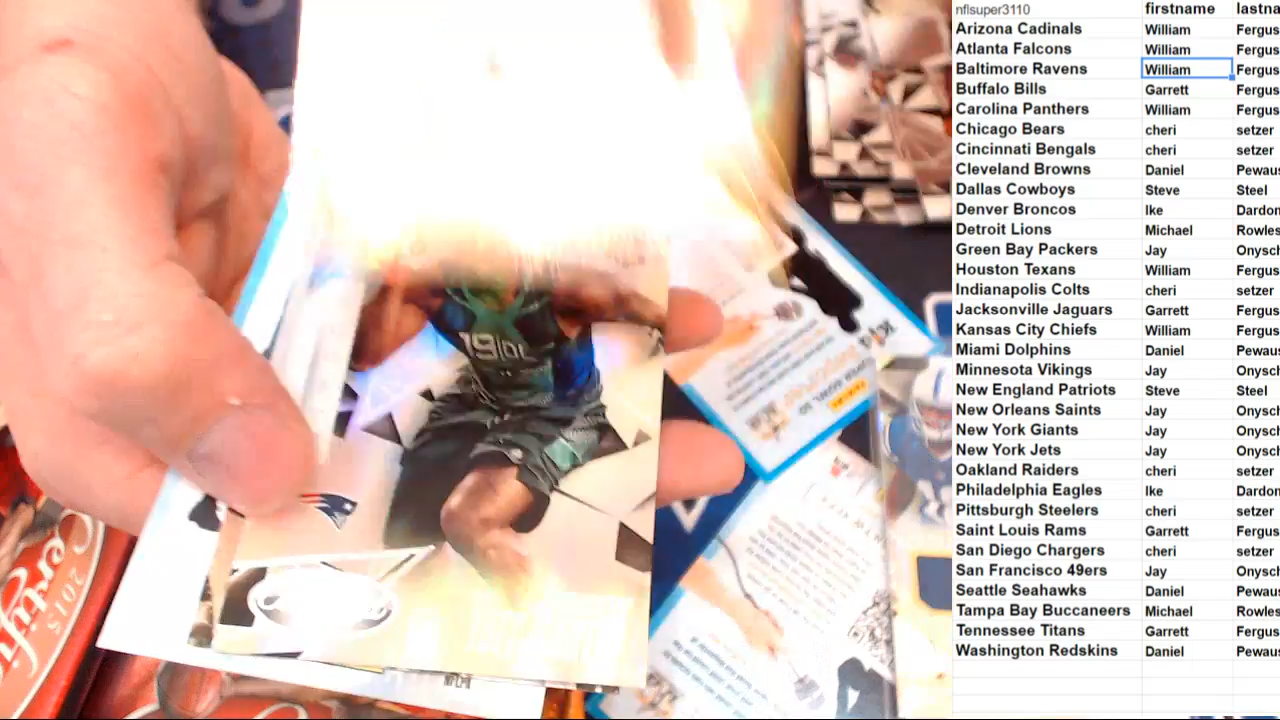 nflsuper3110 firstname lastna
Arizona Cadinals William Fergus
Atlanta Falcons William Fergus
Baltimore Ravens William Fergus
Buffalo Bills Garrett Fergus
Carolina Panthers William Fergus
Chicago Bears cheri setzer
Cincinnati Bengals cheri setzer
Cleveland Browns Daniel Pewaus
Dallas Cowboys Steve Steel
Denver Broncos Ike Dardon
Detroit Lions Michael Rowles
Green Bay Packers Jay Onysch
Houston Texans William Fergus
Indianapolis Colts cheri setzer
Jacksonville Jaguars Garrett Fergus
Kansas City Chiefs William Fergus
Miami Dolphins Daniel Pewaus
Minnesota Vikings Jay Onysch
New England Patriots Steve Steel
New Orleans Saints Jay Onysch
New York Giants Jay Onysch
New York Jets Jay Onysch
Oakland Raiders cheri setzer
Philadelphia Eagles Ike Dardon
Pittsburgh Steelers cheri setzer
Saint Louis Rams Garrett Fergus
San Diego Chargers cheri setzer
San Francisco 49ers Jay Onysch
Seattle Seahawks Daniel Pewaus
Tampa Bay Buccaneers Michael Rowles
Tennessee Titans Garrett Fergus
Washington Redskins Daniel Pewaus
19|DL
2015